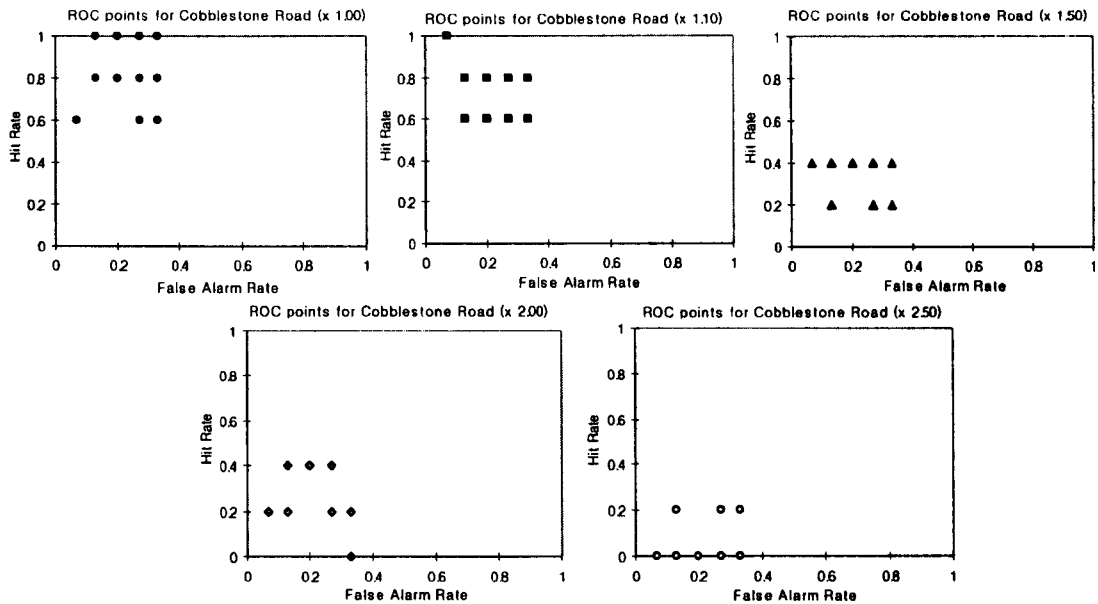 ROC points for Cobblestone Road (x 1.00)
1
0.8
0.6
0.4
0.2
0
Hit Rate
0 0.2 0.4 0.6 0.8 1
False Alarm Rate
ROC points for Cobblestone Road (x 1.10)
1
0.8
0.6
0.4
0.2
0
Hit Rate
0 0.2 0.4 0.6 0.8 1
False Alarm Rate
ROC points for Cobblestone Road (x 1.50)
1
0.8
0.6
0.4
0.2
0
Hit Rate
0 0.2 0.4 0.6 0.8 1
False Alarm Rate
ROC points for Cobblestone Road (x 2.00)
1
0.8
0.6
0.4
0.2
0
Hit Rate
0 0.2 0.4 0.6 0.8 1
False Alarm Rate
ROC points for Cobblestone Road (x 2.50)
1
0.8
0.6
0.4
0.2
0
Hit Rate
0 0.2 0.4 0.6 0.8 1
False Alarm Rate